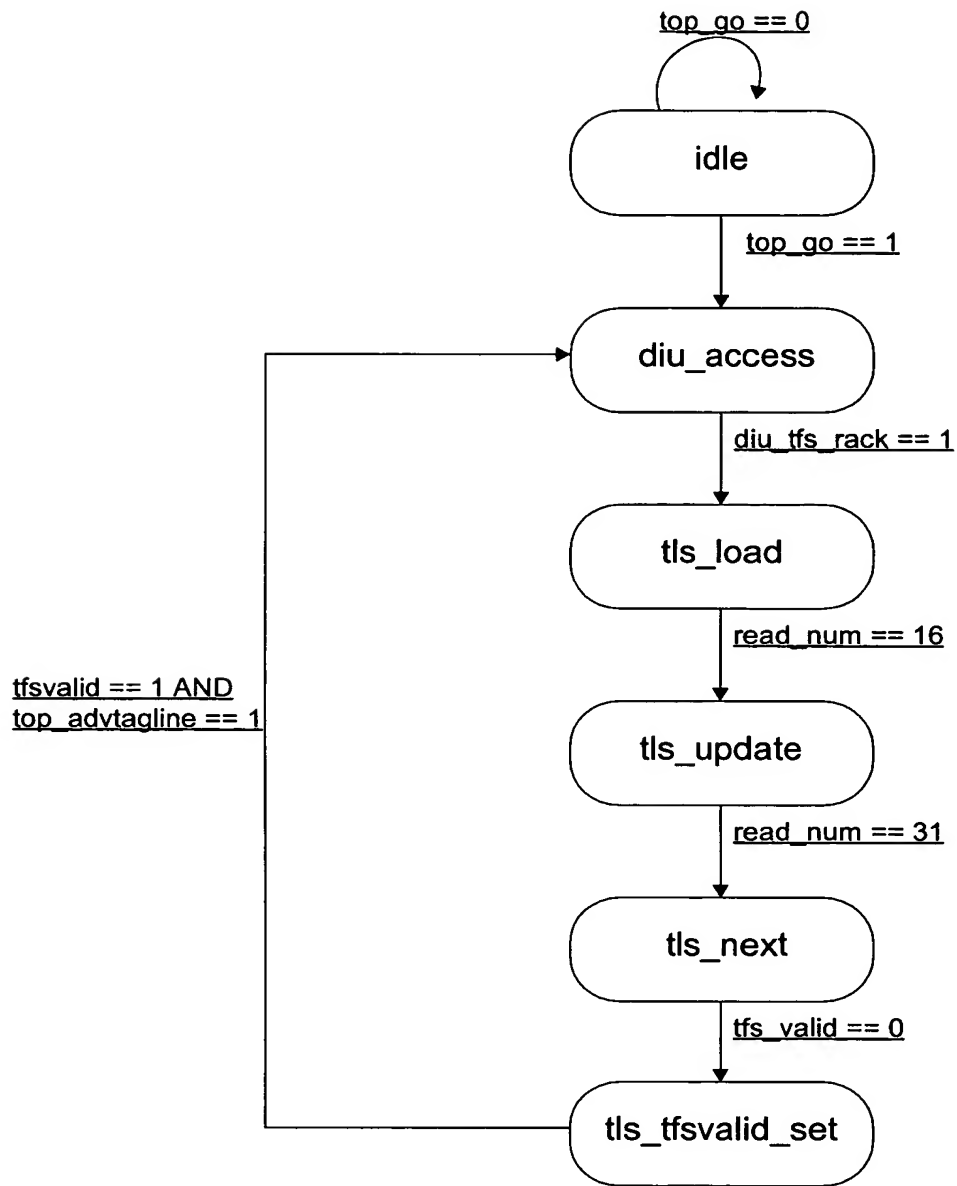 top_go == 0
idle
top_go == 1
diu_access
diu_tfs_rack == 1
tls_load
read_num == 16
tfsvalid == 1 AND
top_advtagline == 1
tls_update
read_num == 31
tls_next
tfs_valid == 0
tls_tfsvalid_set